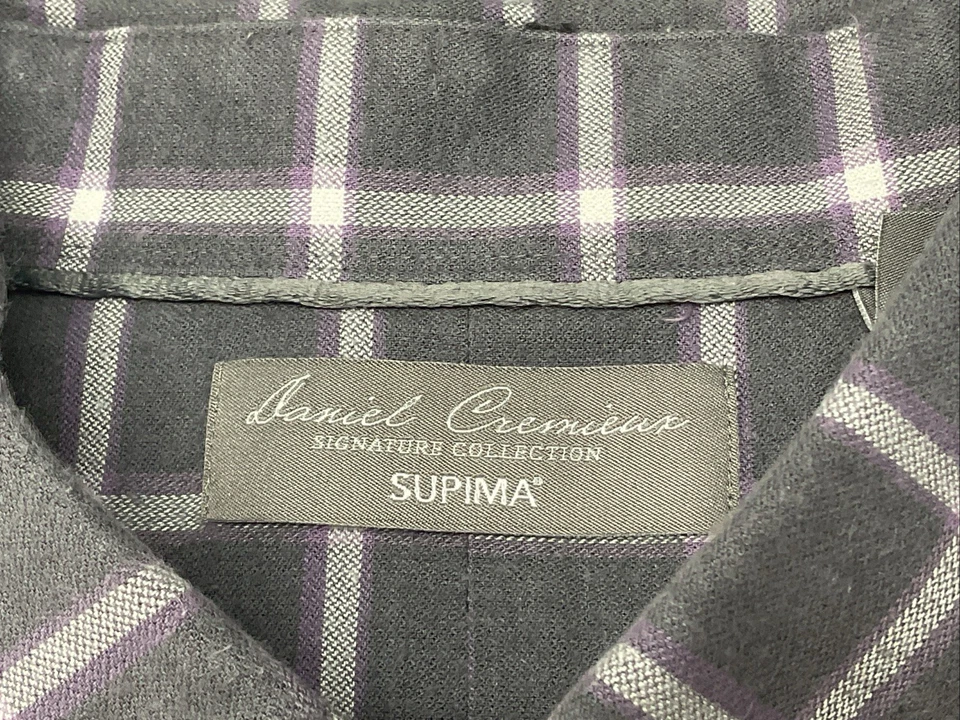 Daniel Cremieux
SIGNATURE COLLECTION
SUPIMA®